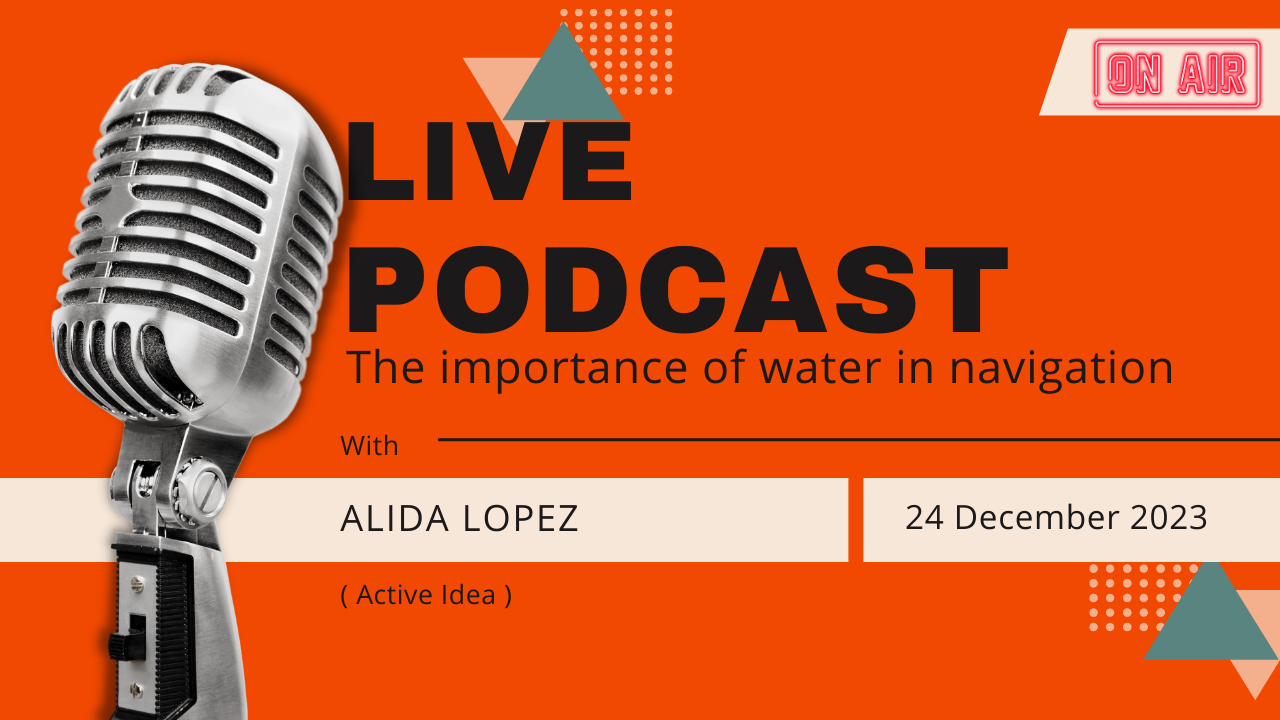 ON AIR
LIVE
PODCAST
The importance of water in navigation
With
ALIDA LOPEZ
24 December 2023
( Active Idea )